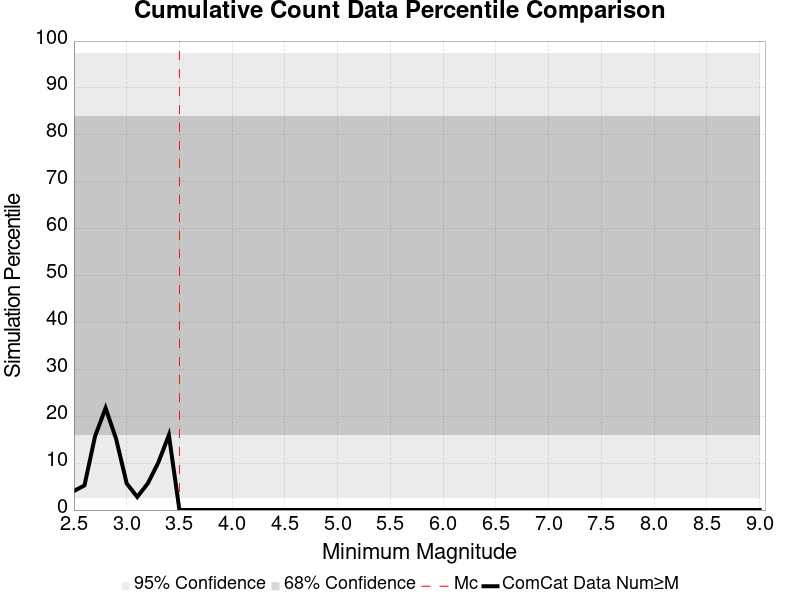 Cumulative Count Data Percentile Comparison
100
90
80
70
60
50
40
30
20
10
0
Simulation Percentile
2.5 3.0 3.5 4.0 4.5 5.0 5.5 6.0 6.5 7.0 7.5 8.0 8.5 9.0
Minimum Magnitude
95% Confidence 68% Confidence Mc ComCat Data Num≥M